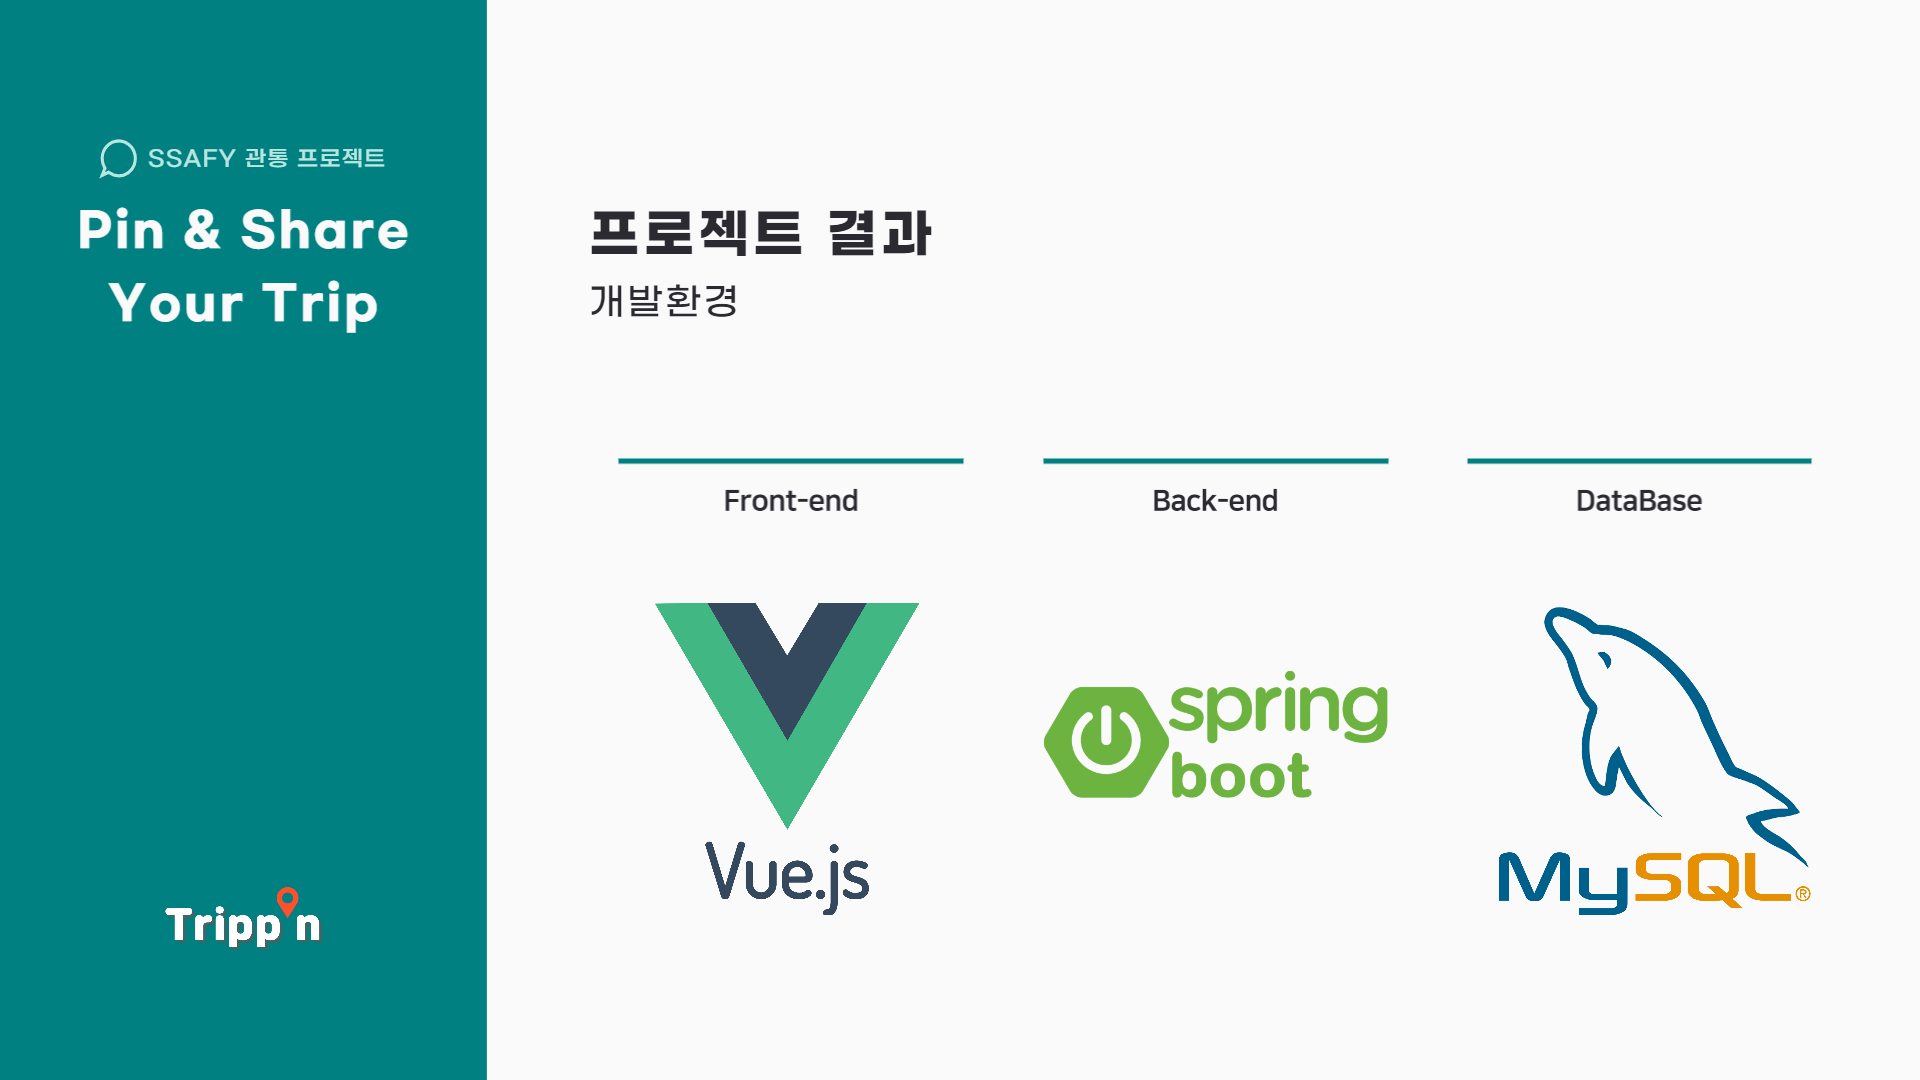 SSAFY 관통 프로젝트
Pin & Share
Your Trip
Tripp'n
프로젝트 결과
개발환경
Front-end
Back-end
DataBase
Vue.js
spring
boot
MySQL®